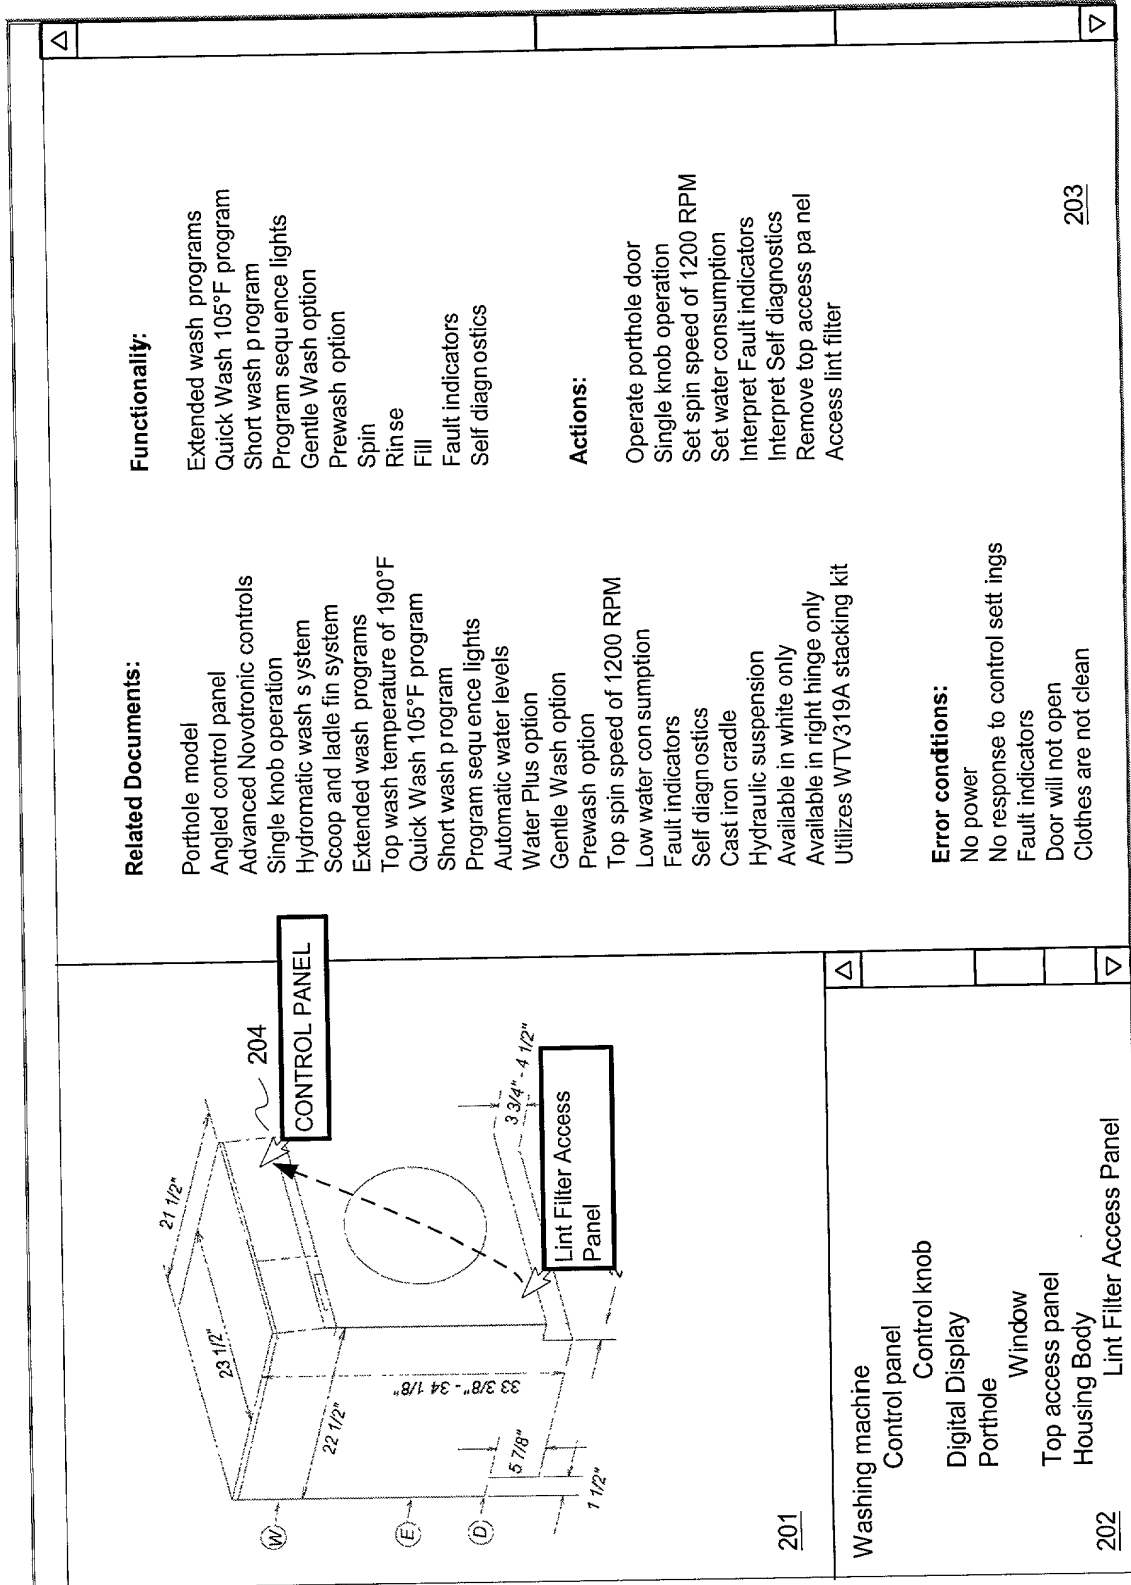 21 1/2"
23 1/2"
22 1/2"
33 3/8" - 34 1/8"
5 7/8"
1 1/2"
3 3/4" - 4 1/2"
W
E
D
204
CONTROL PANEL
Lint Filter Access
Panel
201
Washing machine
Control panel
Control knob
Digital Display
Porthole
Window
Top access panel
Housing Body
Lint Filter Access Panel
202
Related Documents:
Porthole model
Angled control panel
Advanced Novotronic controls
Single knob operation
Hydromatic wash system
Scoop and ladle fin system
Extended wash programs
Top wash temperature of 190°F
Quick Wash 105°F program
Short wash program
Program sequence lights
Automatic water levels
Water Plus option
Gentle Wash option
Prewash option
Top spin speed of 1200 RPM
Low water consumption
Fault indicators
Self diagnostics
Cast iron cradle
Hydraulic suspension
Available in white only
Available in right hinge only
Utilizes WTV319A stacking kit
Error conditions:
No power
No response to control settings
Fault indicators
Door will not open
Clothes are not clean
Functionality:
Extended wash programs
Quick Wash 105°F program
Short wash program
Program sequence lights
Gentle Wash option
Prewash option
Spin
Rinse
Fill
Fault indicators
Self diagnostics
Actions:
Operate porthole door
Single knob operation
Set spin speed of 1200 RPM
Set water consumption
Interpret Fault indicators
Interpret Self diagnostics
Remove top access panel
Access lint filter
203